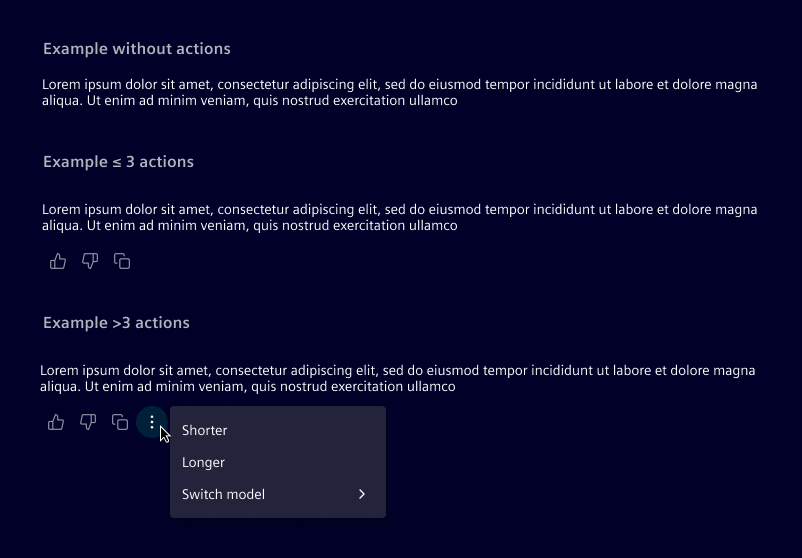 Example without actions
Lorem ipsum dolor sit amet, consectetur adipiscing elit, sed do eiusmod tempor incididunt ut labore et dolore magna
aliqua. Ut enim ad minim veniam, quis nostrud exercitation ullamco
Example ≤ 3 actions
Lorem ipsum dolor sit amet, consectetur adipiscing elit, sed do eiusmod tempor incididunt ut labore et dolore magna
aliqua. Ut enim ad minim veniam, quis nostrud exercitation ullamco
Example >3 actions
Lorem ipsum dolor sit amet, consectetur adipiscing elit, sed do eiusmod tempor incididunt ut labore et dolore magna
aliqua. Ut enim ad minim veniam, quis nostrud exercitation ullamco
Shorter
Longer
Switch model